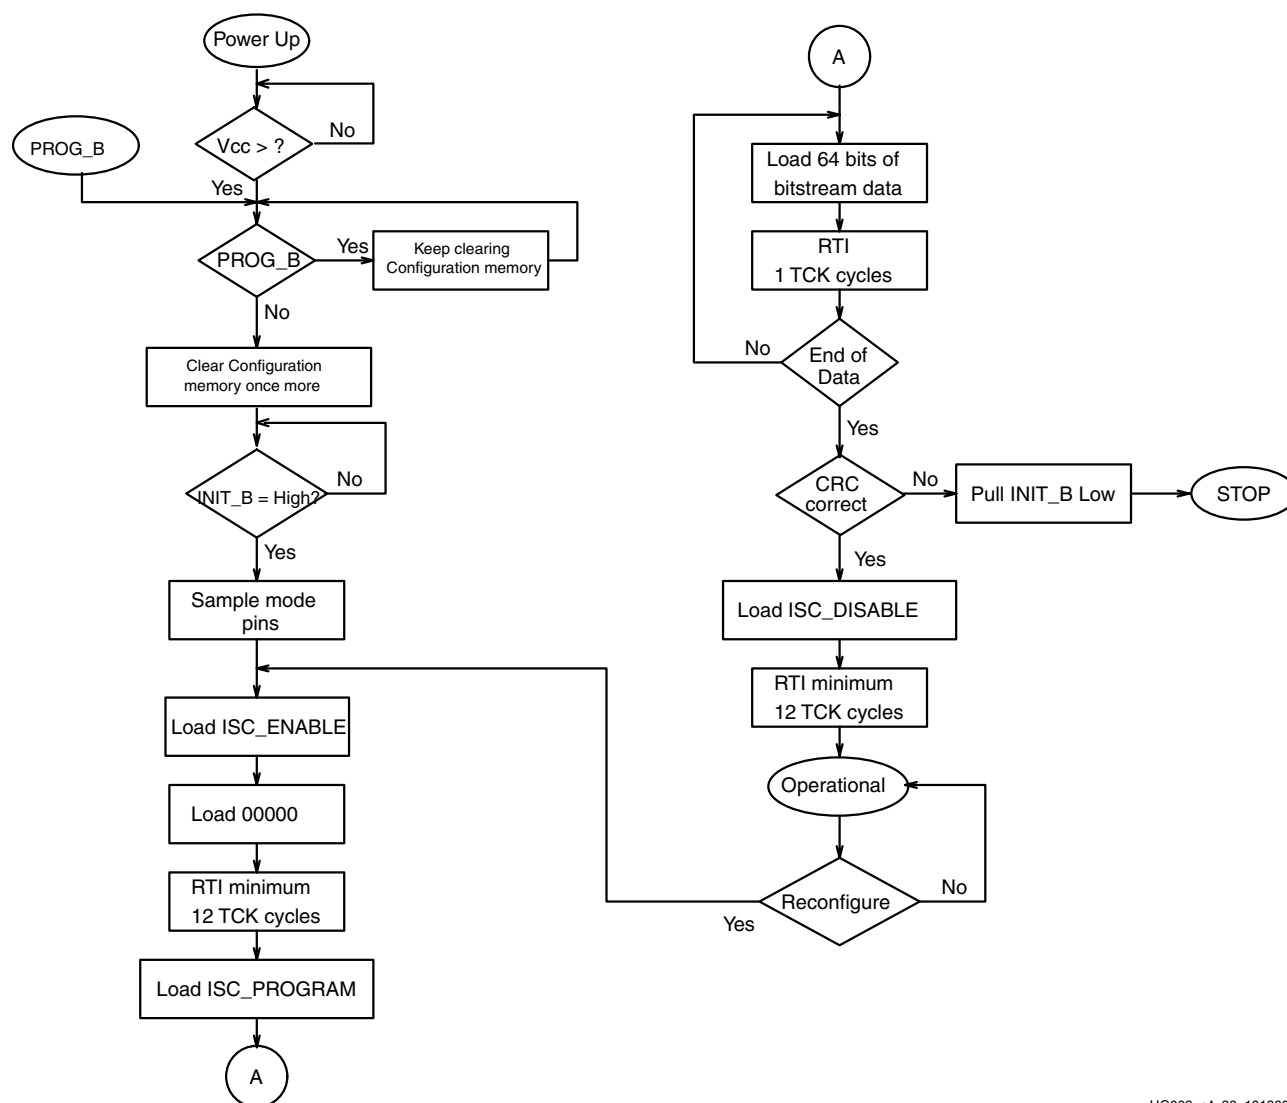 Power Up
Vcc > ?
No
Yes
PROG_B
PROG_B
Yes
Keep clearing
Configuration memory
No
Clear Configuration
memory once more
INIT_B = High?
No
Yes
Sample mode
pins
Load ISC_ENABLE
Load 00000
RTI minimum
12 TCK cycles
Load ISC_PROGRAM
A
A
Load 64 bits of
bitstream data
RTI
1 TCK cycles
End of
Data
No
Yes
CRC
correct
No
Pull INIT_B Low
STOP
Yes
Load ISC_DISABLE
RTI minimum
12 TCK cycles
Operational
Reconfigure
No
Yes